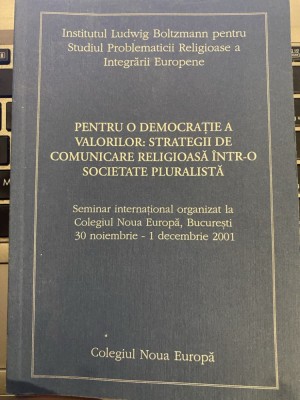 Institutul Ludwig Boltzmann pentru
Studiul Problematicii Religioase a
Integrării Europene
PENTRU O DEMOCRAȚIE A
VALORILOR: STRATEGII DE
COMUNICARE RELIGIOASĂ ÎNTR-O
SOCIETATE PLURALISTĂ
Seminar internațional organizat la
Colegiul Noua Europă, București
30 noiembrie - 1 decembrie 2001
Colegiul Noua Europă